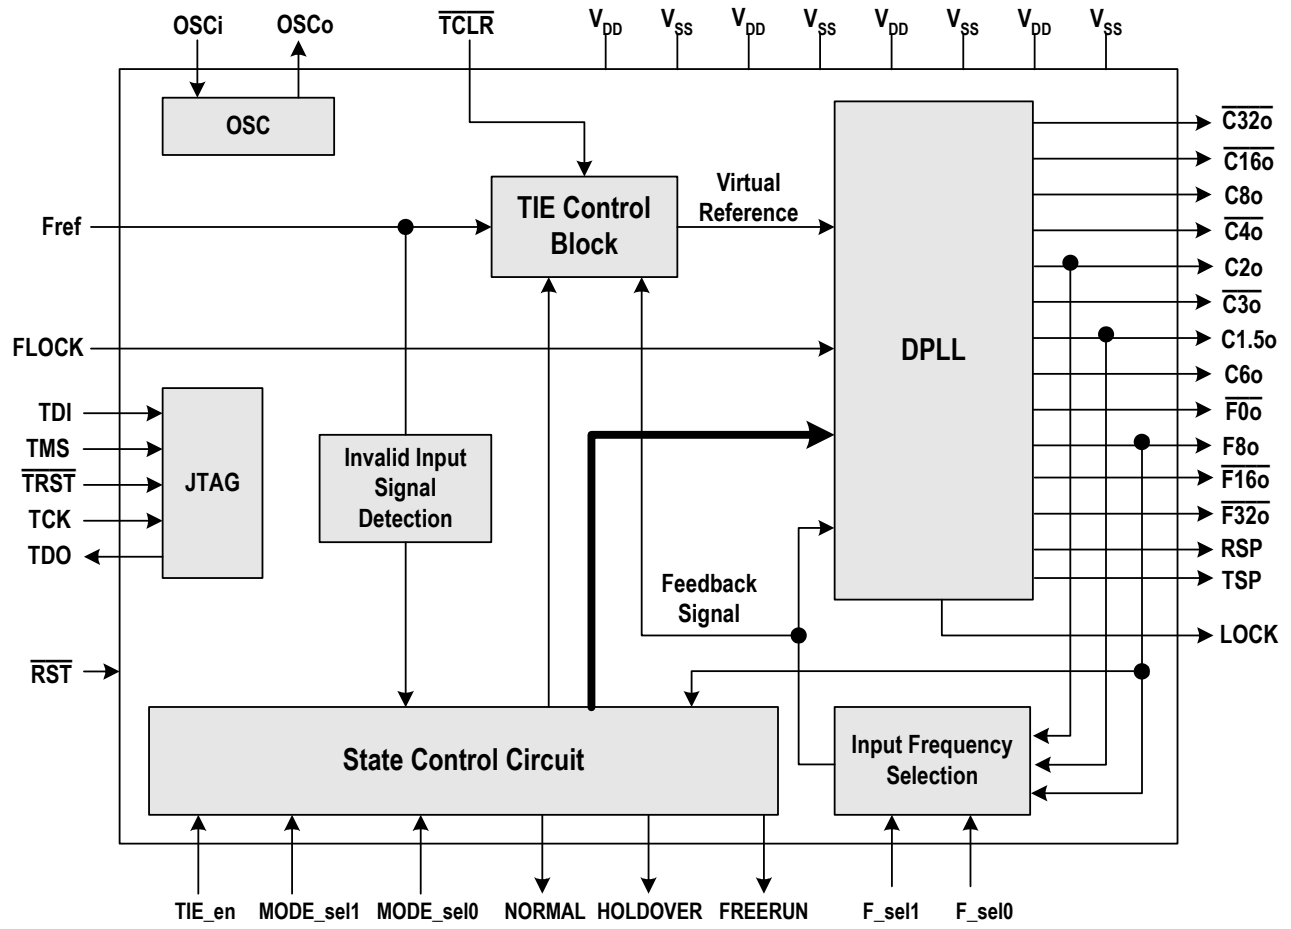 OSCi
OSCo
TCLR
VDD
VSS
VDD
VSS
VDD
VSS
VDD
VSS
OSC
TIE Control
Block
Virtual
Reference
DPLL
Fref
FLOCK
TDI
TMS
TRST
TCK
TDO
JTAG
Invalid Input
Signal
Detection
Feedback
Signal
RST
State Control Circuit
Input Frequency
Selection
C32o
C16o
C8o
C4o
C2o
C3o
C1.5o
C6o
F0o
F8o
F16o
F32o
RSP
TSP
LOCK
TIE_en
MODE_sel1
MODE_sel0
NORMAL
HOLDOVER
FREERUN
F_sel1
F_sel0